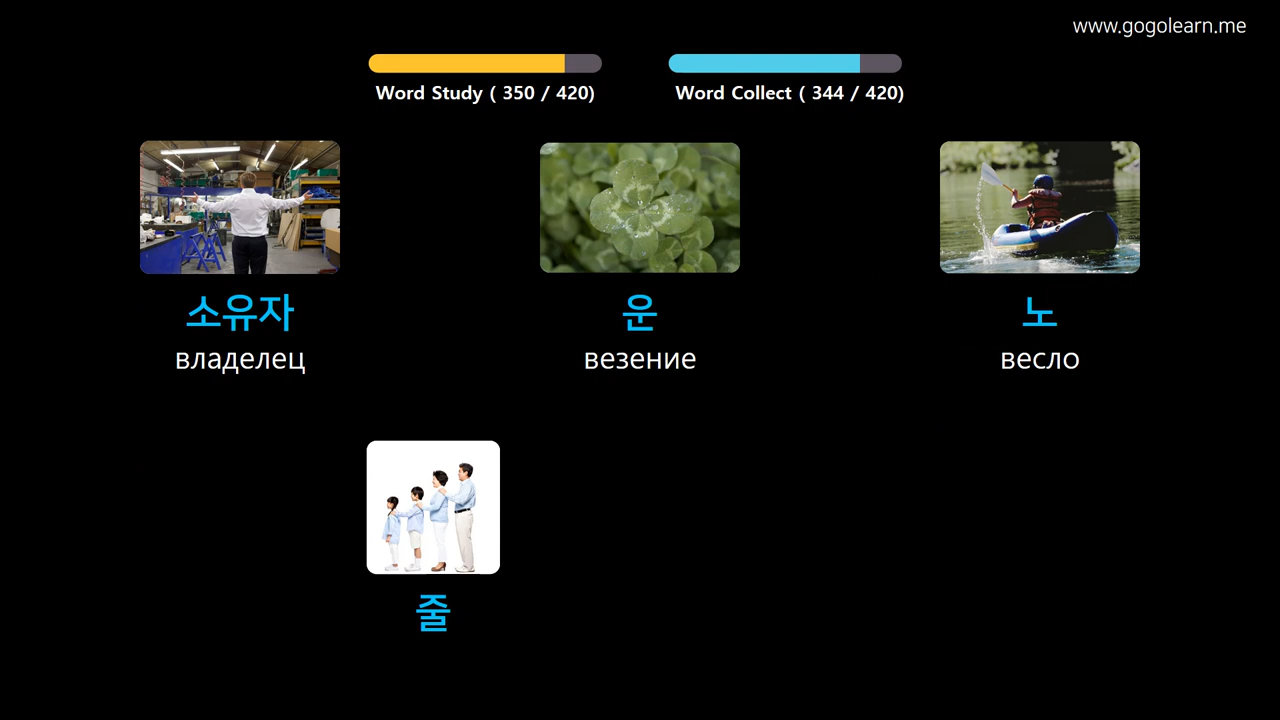 www.gogolearn.me
Word Study ( 350 / 420)
Word Collect ( 344 / 420)
소유자
운
노
владелец
везение
весло
줄